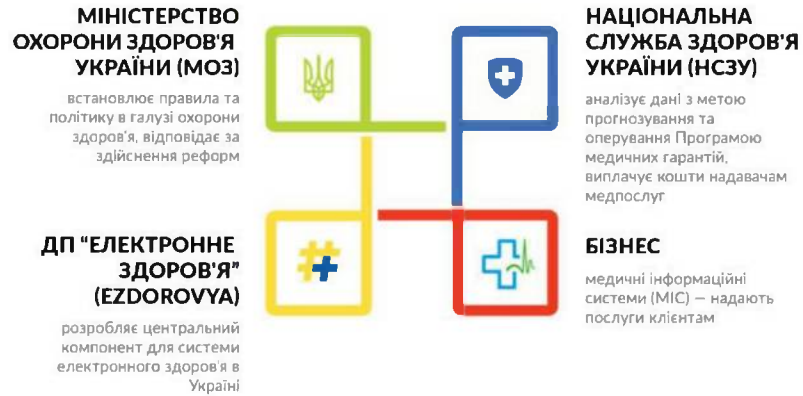 МІНІСТЕРСТВО
ОХОРОНИ ЗДОРОВ'Я
УКРАЇНИ (МОЗ)
встановлює правила та
політику в галузі охорони
здоров'я, відповідає за
здійснення реформ
НАЦІОНАЛЬНА
СЛУЖБА ЗДОРОВ'Я
УКРАЇНИ (НСЗУ)
аналізує дані з метою
прогнозування та
оперування Програмою
медичних гарантій,
виплачує кошти надавачам
медпослуг
ДП “ЕЛЕКТРОННЕ
ЗДОРОВ'Я”
(EZDOROVYA)
розробляє центральний
компонент для системи
електронного здоров'я в
Україні
БІЗНЕС
медичні інформаційні
системи (МІС) — надають
послуги клієнтам